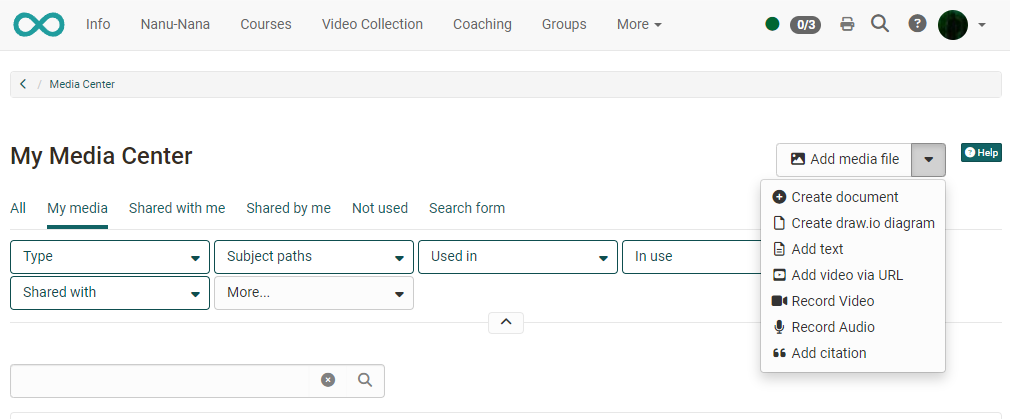 Info Nanu-Nana Courses Video Collection Coaching Groups More 0/3
/ Media Center
My Media Center
Add media file
Help
All My media Shared with me Shared by me Not used Search form
Type Subject paths Used in In use
Shared with More...
Create document
Create draw.io diagram
Add text
Add video via URL
Record Video
Record Audio
Add citation